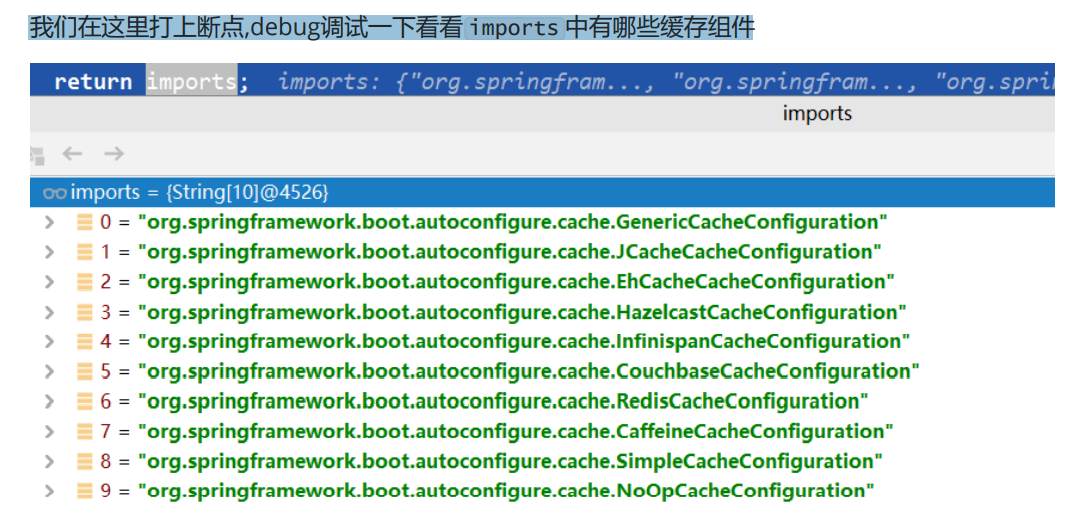 我们在这里打上断点,debug调试一下看看 imports 中有哪些缓存组件
return imports;  imports: {"org.springfram..., "org.springfram..., "org.spri
imports
imports = {String[10]@4526}
0 = "org.springframework.boot.autoconfigure.cache.GenericCacheConfiguration"
1 = "org.springframework.boot.autoconfigure.cache.JCacheCacheConfiguration"
2 = "org.springframework.boot.autoconfigure.cache.EhCacheCacheConfiguration"
3 = "org.springframework.boot.autoconfigure.cache.HazelcastCacheConfiguration"
4 = "org.springframework.boot.autoconfigure.cache.InfinispanCacheConfiguration"
5 = "org.springframework.boot.autoconfigure.cache.CouchbaseCacheConfiguration"
6 = "org.springframework.boot.autoconfigure.cache.RedisCacheConfiguration"
7 = "org.springframework.boot.autoconfigure.cache.CaffeineCacheConfiguration"
8 = "org.springframework.boot.autoconfigure.cache.SimpleCacheConfiguration"
9 = "org.springframework.boot.autoconfigure.cache.NoOpCacheConfiguration"